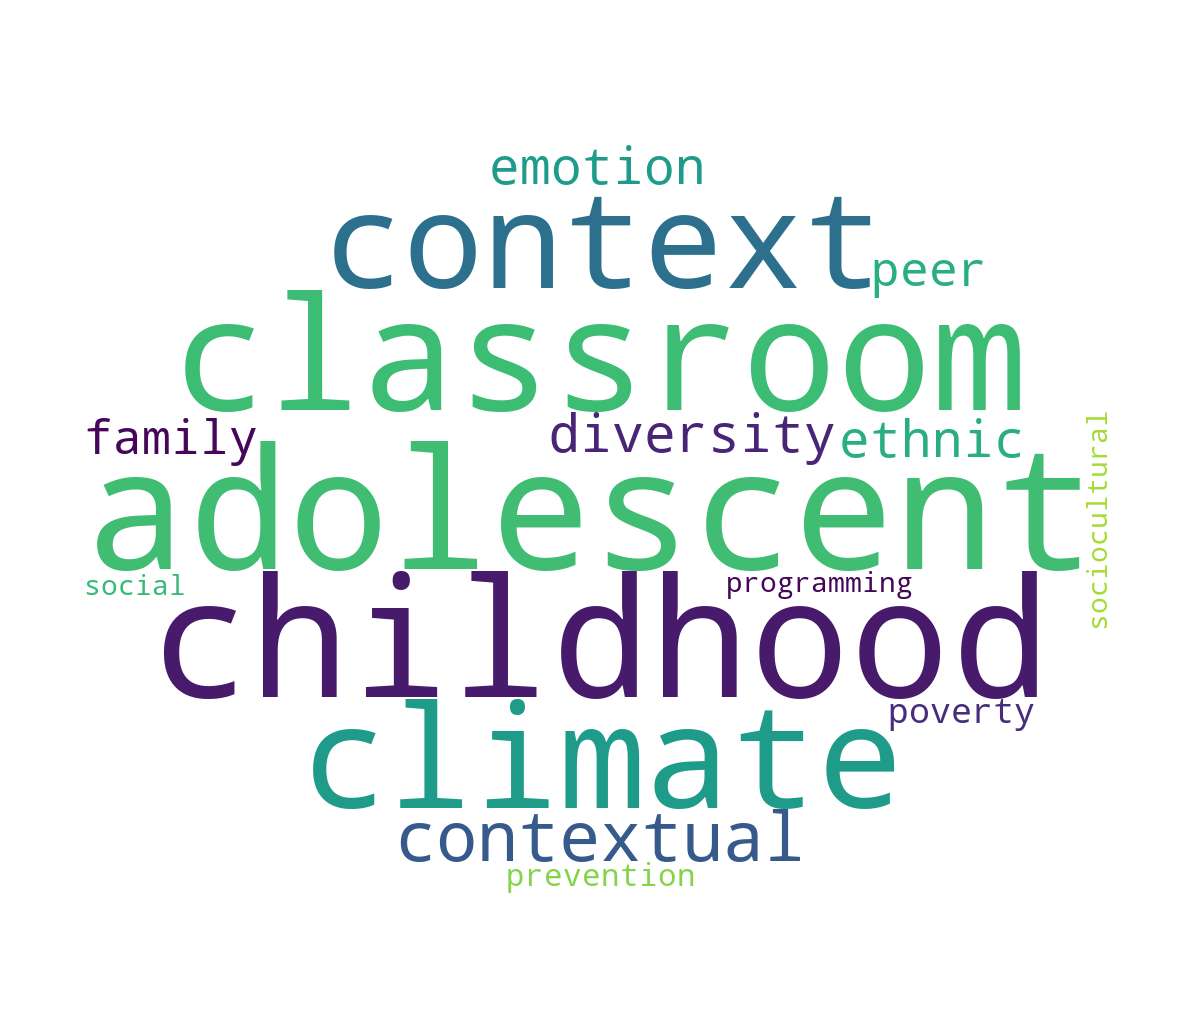 emotion
context
peer
classroom
family
diversity
ethnic
sociocultural
adolescent
social
programming
childhood
poverty
climate
contextual
prevention